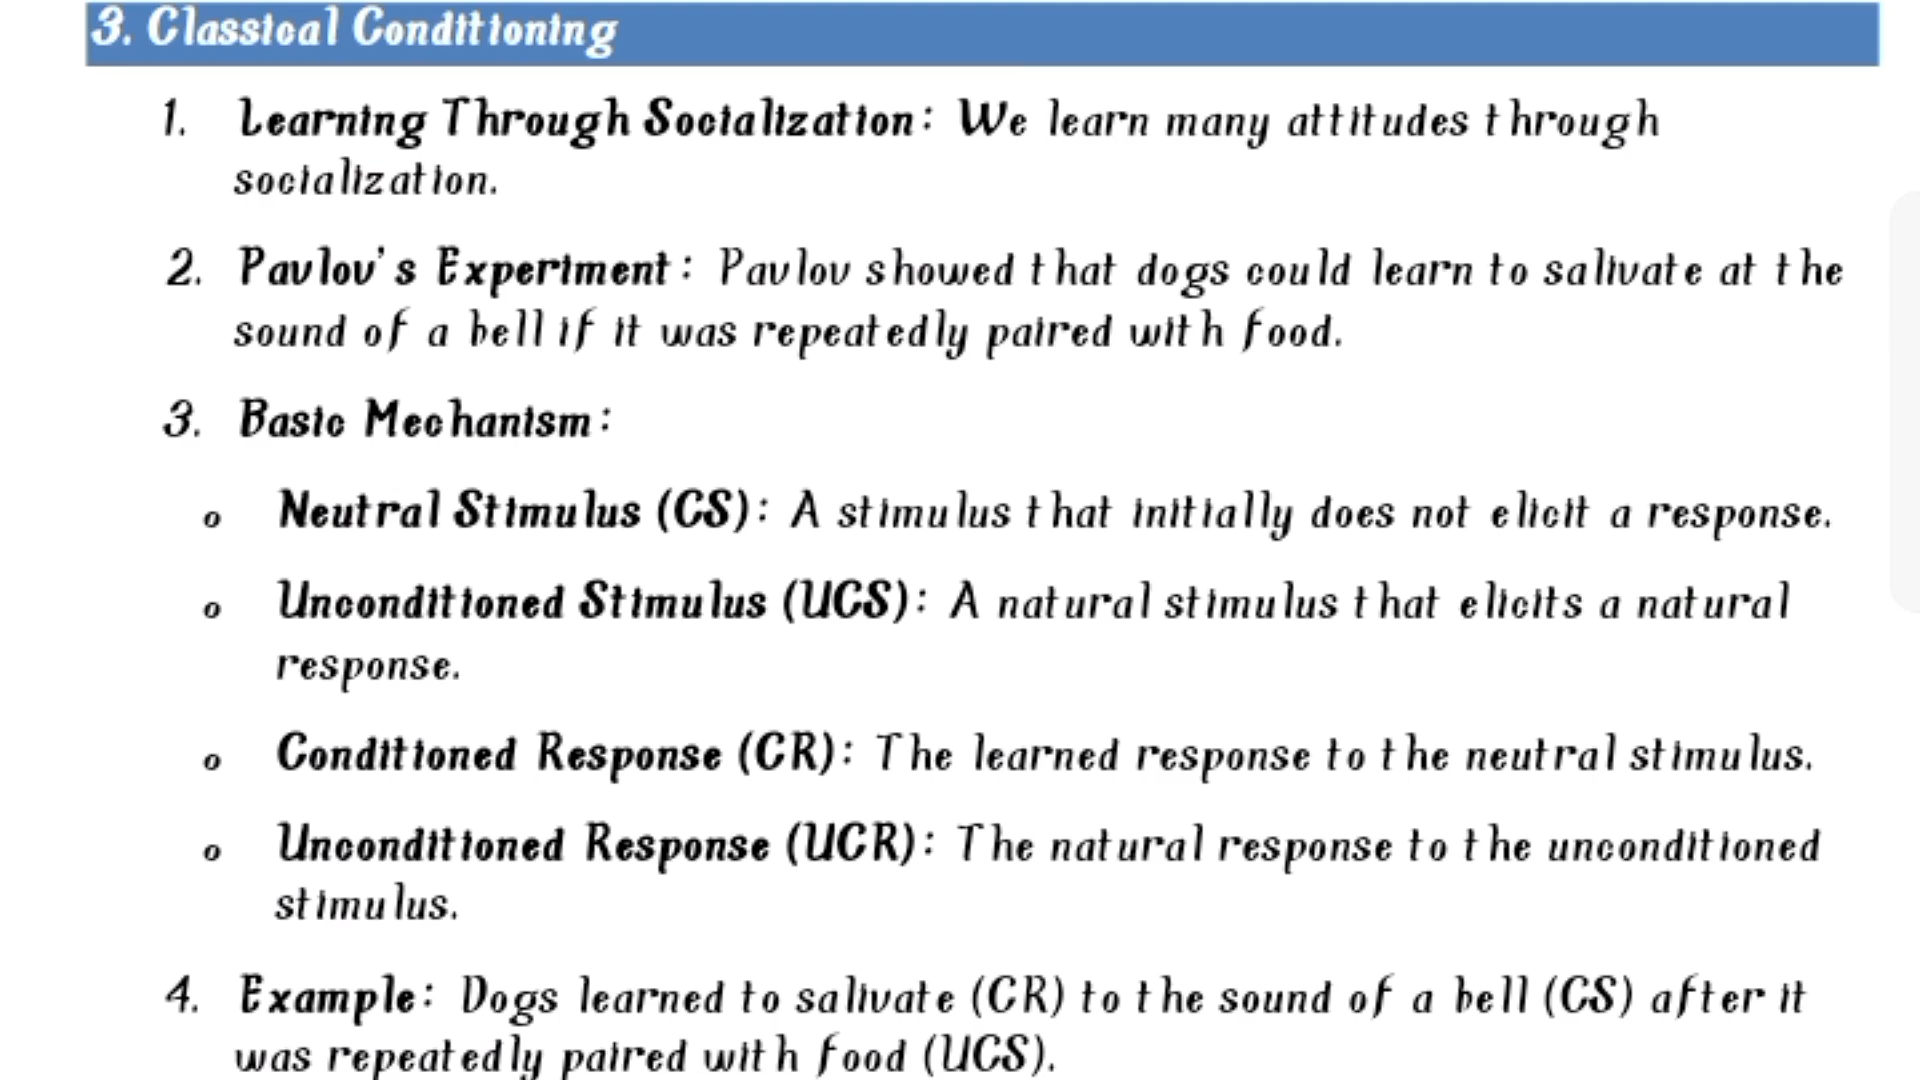 3. Classical Conditioning
1. Learning Through Socialization: We learn many attitudes through
socialization.
2. Pavlov's Experiment: Pavlov showed that dogs could learn to salivate at the
sound of a bell if it was repeatedly paired with food.
3. Basic Mechanism:
o Neutral Stimulus (CS): A stimulus that initially does not elicit a response.
o Unconditioned Stimulus (UCS): A natural stimulus that elicits a natural
response.
o Conditioned Response (CR): The learned response to the neutral stimulus.
o Unconditioned Response (UCR): The natural response to the unconditioned
stimulus.
4. Example: Dogs learned to salivate (CR) to the sound of a bell (CS) after it
was repeatedly paired with food (UCS).